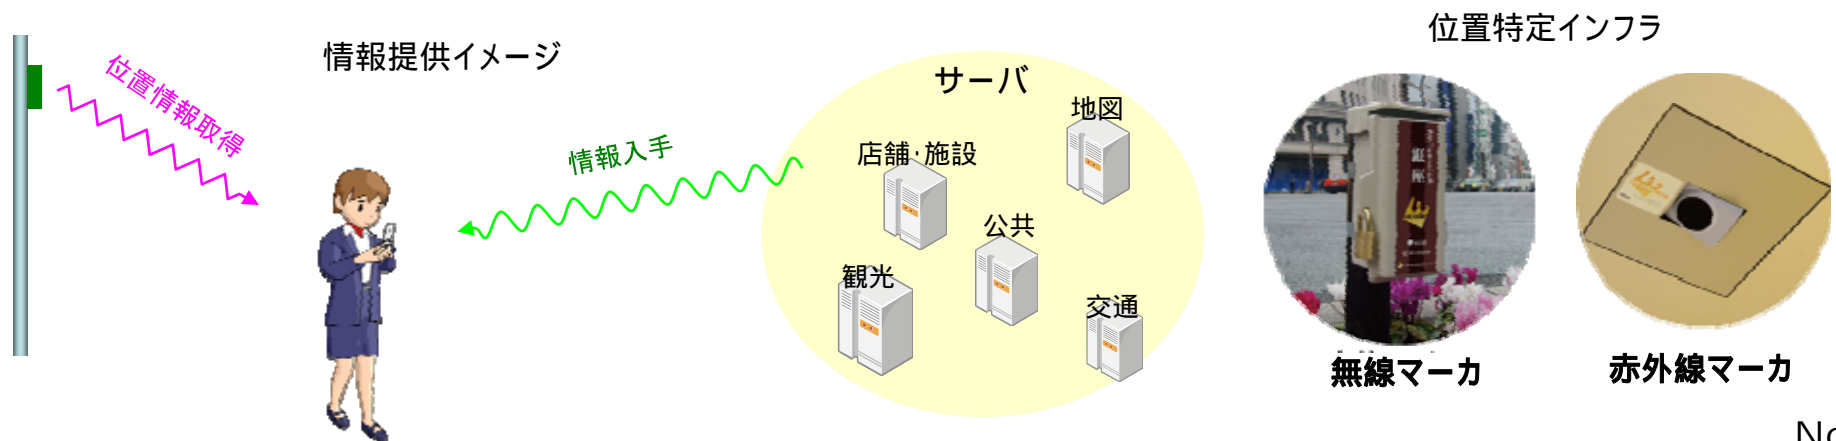 情報提供イメージ
位置情報取得
情報入手
サーバ
地図
店舗・施設
公共
観光
交通
位置特定インフラ
銀座
無線マーカ
赤外線マーカ